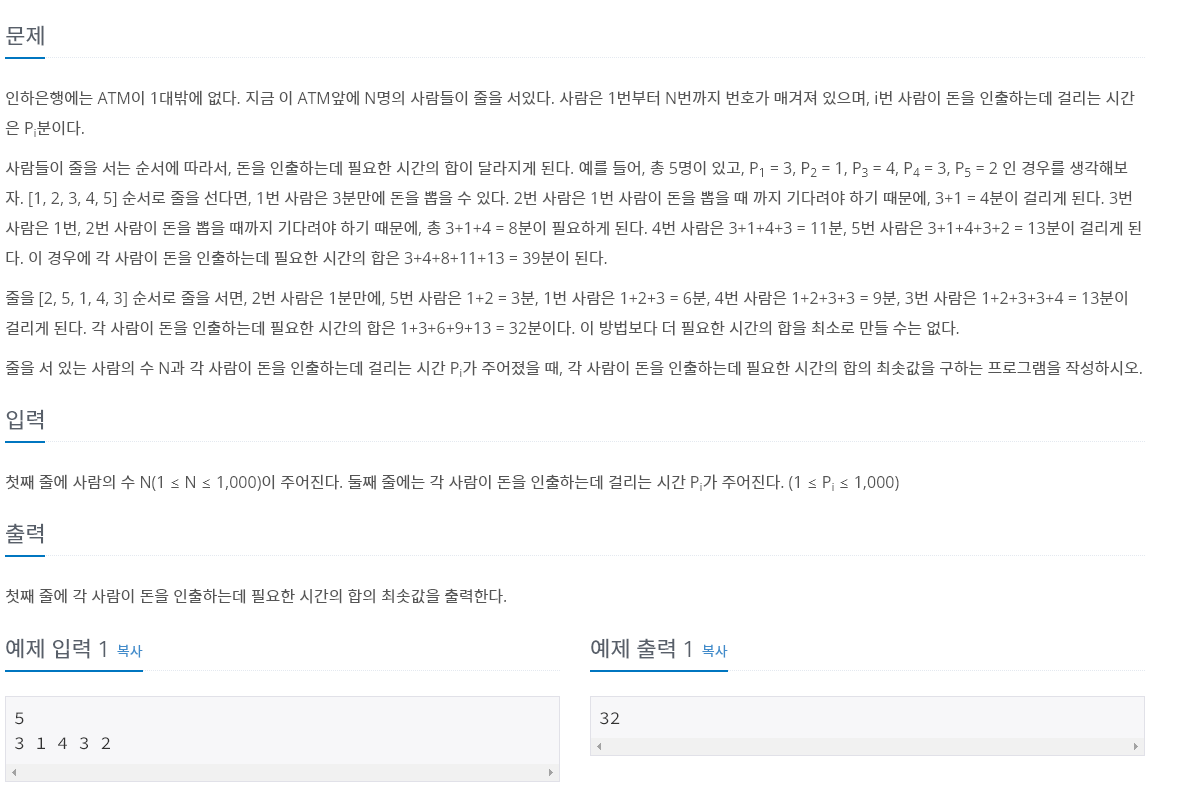 문제
인하은행에는 ATM이 1대밖에 없다. 지금 이 ATM앞에 N명의 사람들이 줄을 서있다. 사람은 1번부터 N번까지 번호가 매겨져 있으며, i번 사람이 돈을 인출하는데 걸리는 시간
은 Pi분이다.
사람들이 줄을 서는 순서에 따라서, 돈을 인출하는데 필요한 시간의 합이 달라지게 된다. 예를 들어, 총 5명이 있고, P1 = 3, P2 = 1, P3 = 4, P4 = 3, P5 = 2 인 경우를 생각해보
자. [1, 2, 3, 4, 5] 순서로 줄을 선다면, 1번 사람은 3분만에 돈을 뽑을 수 있다. 2번 사람은 1번 사람이 돈을 뽑을 때 까지 기다려야 하기 때문에, 3+1 = 4분이 걸리게 된다. 3번
사람은 1번, 2번 사람이 돈을 뽑을 때까지 기다려야 하기 때문에, 총 3+1+4 = 8분이 필요하게 된다. 4번 사람은 3+1+4+3 = 11분, 5번 사람은 3+1+4+3+2 = 13분이 걸리게 된
다. 이 경우에 각 사람이 돈을 인출하는데 필요한 시간의 합은 3+4+8+11+13 = 39분이 된다.
줄을 [2, 5, 1, 4, 3] 순서로 줄을 서면, 2번 사람은 1분만에, 5번 사람은 1+2 = 3분, 1번 사람은 1+2+3 = 6분, 4번 사람은 1+2+3+3 = 9분, 3번 사람은 1+2+3+3+4 = 13분이
걸리게 된다. 각 사람이 돈을 인출하는데 필요한 시간의 합은 1+3+6+9+13 = 32분이다. 이 방법보다 더 필요한 시간의 합을 최소로 만들 수는 없다.
줄을 서 있는 사람의 수 N과 각 사람이 돈을 인출하는데 걸리는 시간 Pi가 주어졌을 때, 각 사람이 돈을 인출하는데 필요한 시간의 합의 최솟값을 구하는 프로그램을 작성하시오.
입력
첫째 줄에 사람의 수 N(1 ≤ N ≤ 1,000)이 주어진다. 둘째 줄에는 각 사람이 돈을 인출하는데 걸리는 시간 Pi가 주어진다. (1 ≤ Pi ≤ 1,000)
출력
첫째 줄에 각 사람이 돈을 인출하는데 필요한 시간의 합의 최솟값을 출력한다.
예제 입력 1 복사
5
3 1 4 3 2
예제 출력 1 복사
32